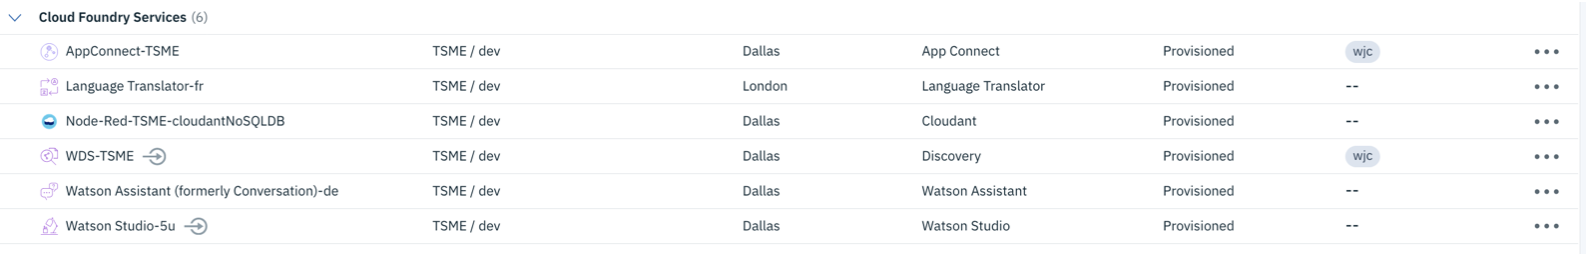 Cloud Foundry Services (6)
AppConnect-TSME TSME / dev Dallas App Connect Provisioned wjc
Language Translator-fr TSME / dev London Language Translator Provisioned --
Node-Red-TSME-cloudantNoSQLDB TSME / dev Dallas Cloudant Provisioned --
WDS-TSME TSME / dev Dallas Discovery Provisioned wjc
Watson Assistant (formerly Conversation)-de TSME / dev Dallas Watson Assistant Provisioned --
Watson Studio-5u TSME / dev Dallas Watson Studio Provisioned --